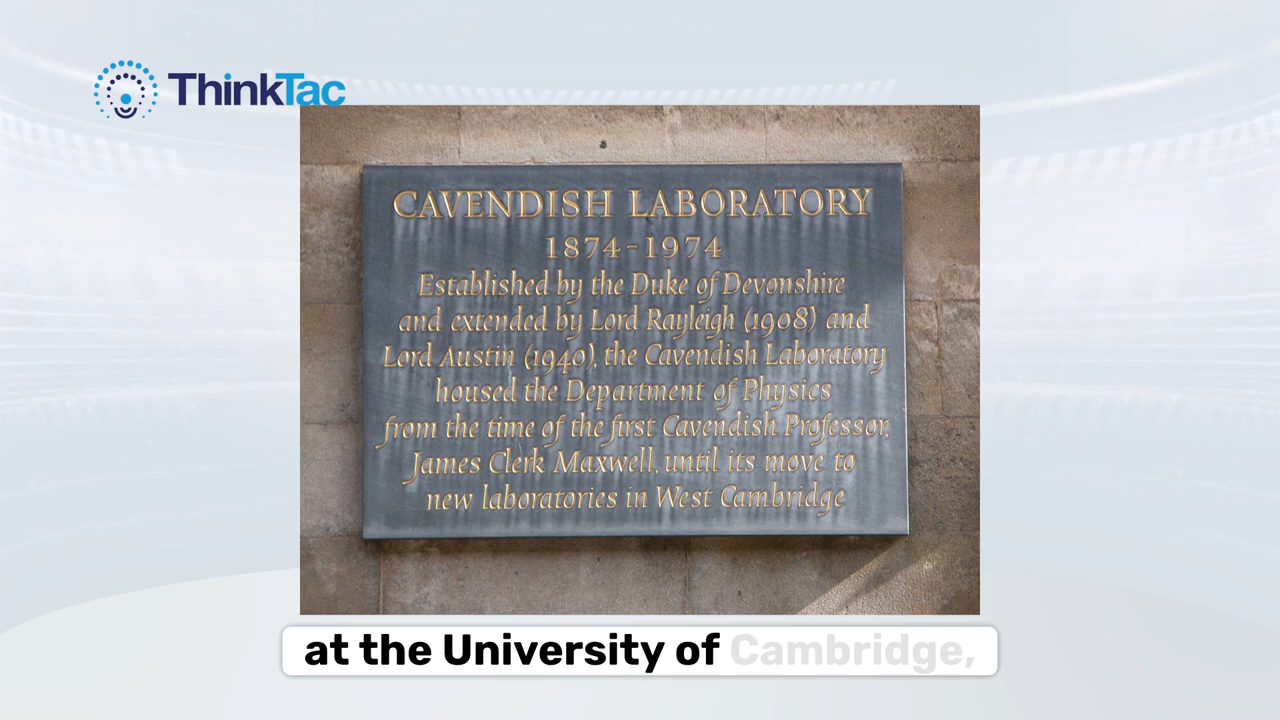 ThinkTac
CAVENDISH LABORATORY
1874-1974
Established by the Duke of Devonshire
and extended by Lord Rayleigh (1908) and
Lord Austin (1940), the Cavendish Laboratory
housed the Department of Physics
from the time of the first Cavendish Professor,
James Clerk Maxwell, until its move to
new laboratories in West Cambridge
at the University of Cambridge,